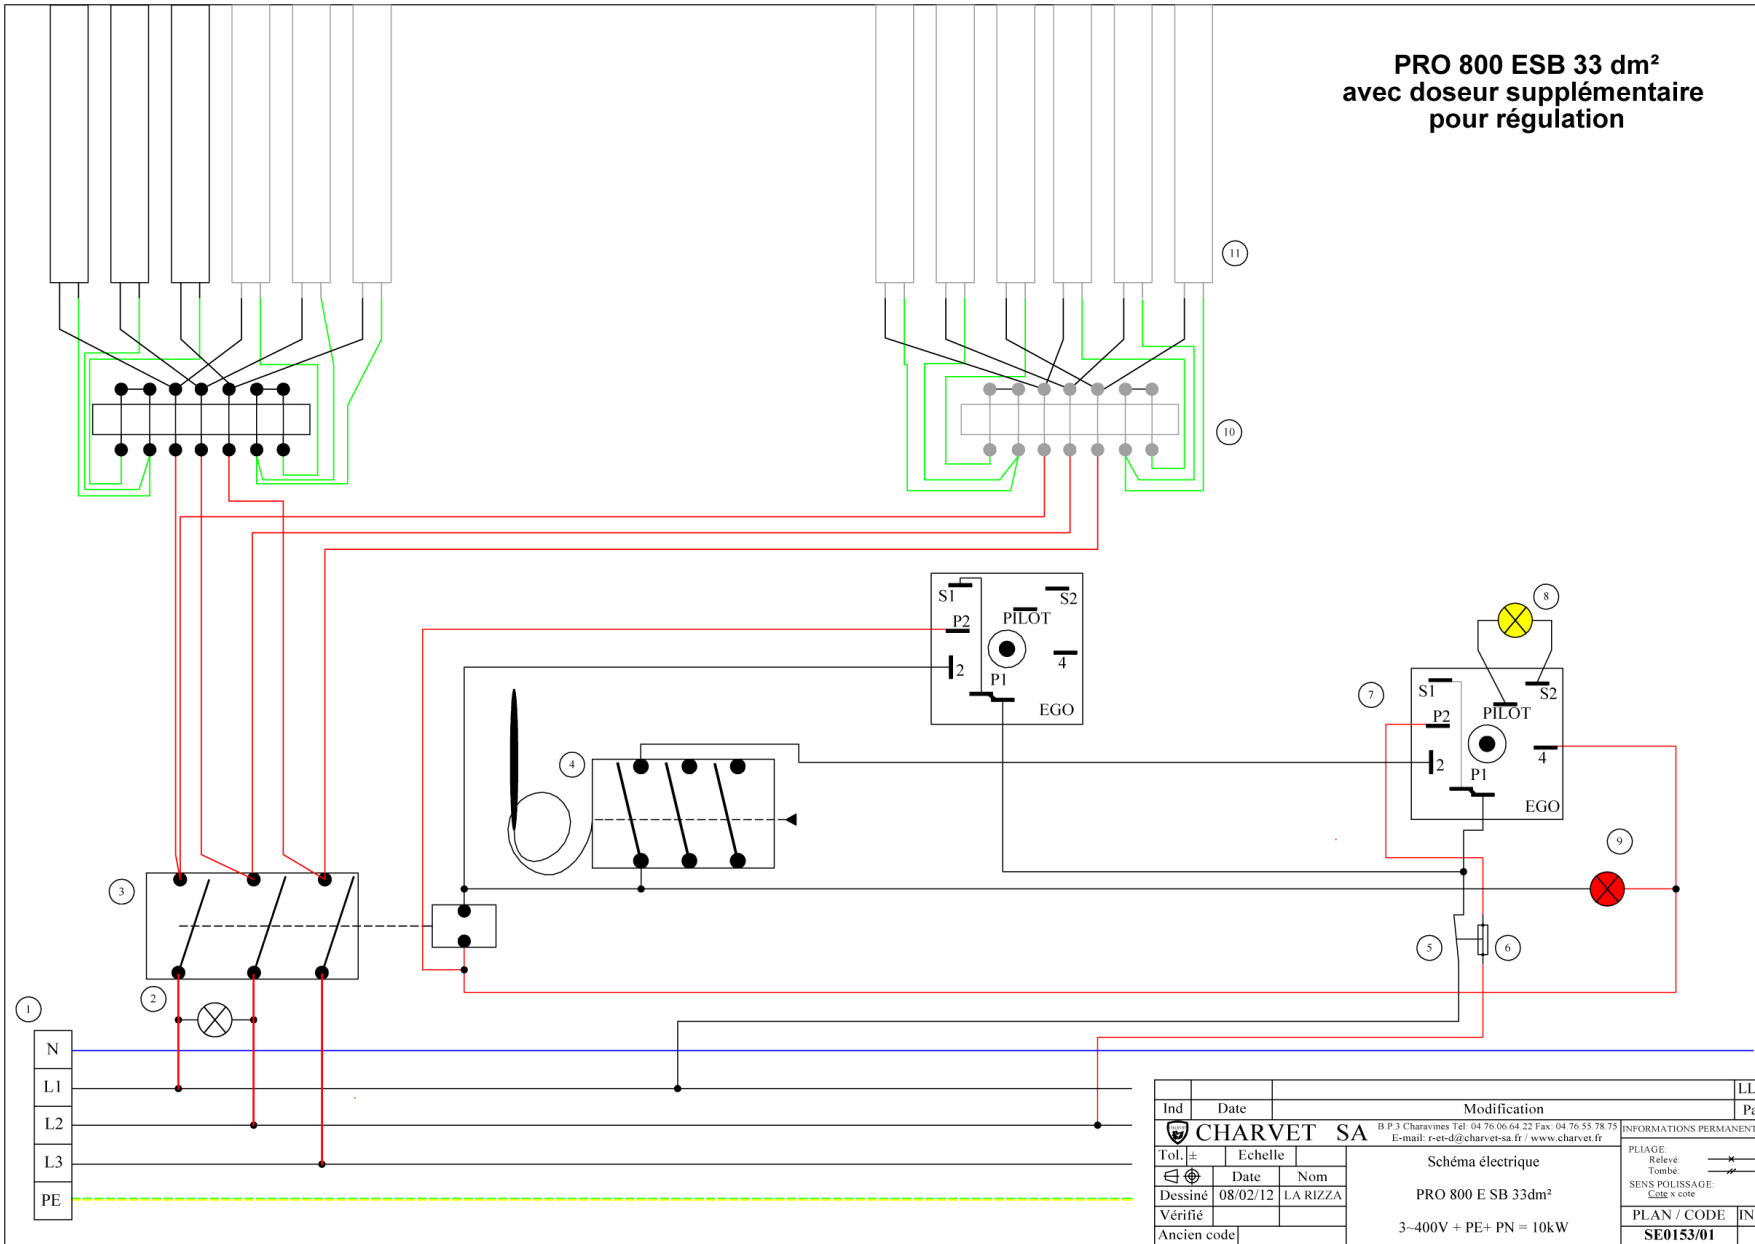 PRO 800 ESB 33 dm²
avec doseur supplémentaire
pour régulation
11
10
S1
S2
P2
PILOT
2
4
P1
EGO
8
7
S1
S2
P2
PILOT
2
4
P1
EGO
4
9
3
5
6
2
1
N
L1
L2
L3
PE
LL
Ind Date Modification Pa
CHARVET SA
B.P.3 Charavines Tél: 04.76.06.64.22 Fax: 04.76.55.78.75
E-mail: r-et-d@charvet-sa.fr / www.charvet.fr
INFORMATIONS PERMANENT
Tol. ± Echelle
Date Nom
Dessiné 08/02/12 LA RIZZA
Vérifié
Ancien code
Schéma électrique
PRO 800 E SB 33dm²
3~400V + PE+ PN = 10kW
PLIAGE:
Relevé:
Tombé:
SENS POLISSAGE:
Cote x cote
PLAN / CODE IN
SE0153/01